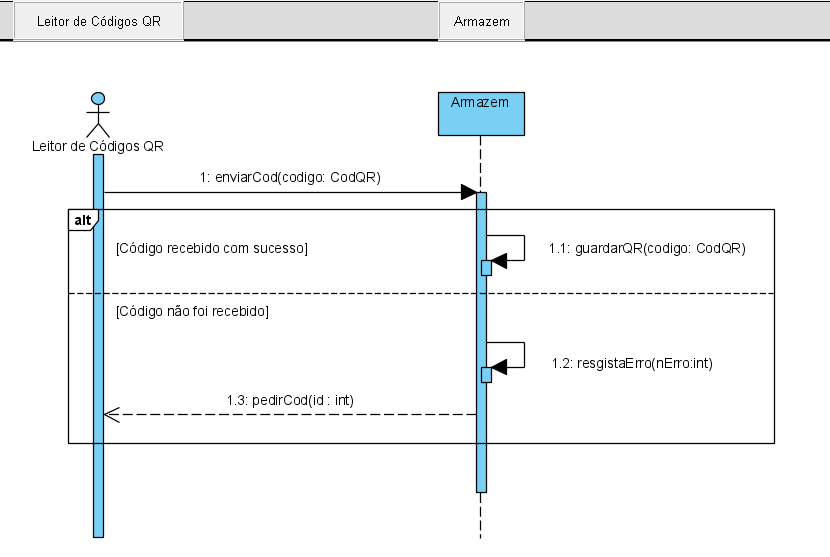 Leitor de Códigos QR
Armazem
Leitor de Códigos QR
Armazem
1: enviarCod(codigo: CodQR)
alt
[Código recebido com sucesso]
1.1: guardarQR(codigo: CodQR)
[Código não foi recebido]
1.2: resgistaErro(nErro:int)
1.3: pedirCod(id : int)